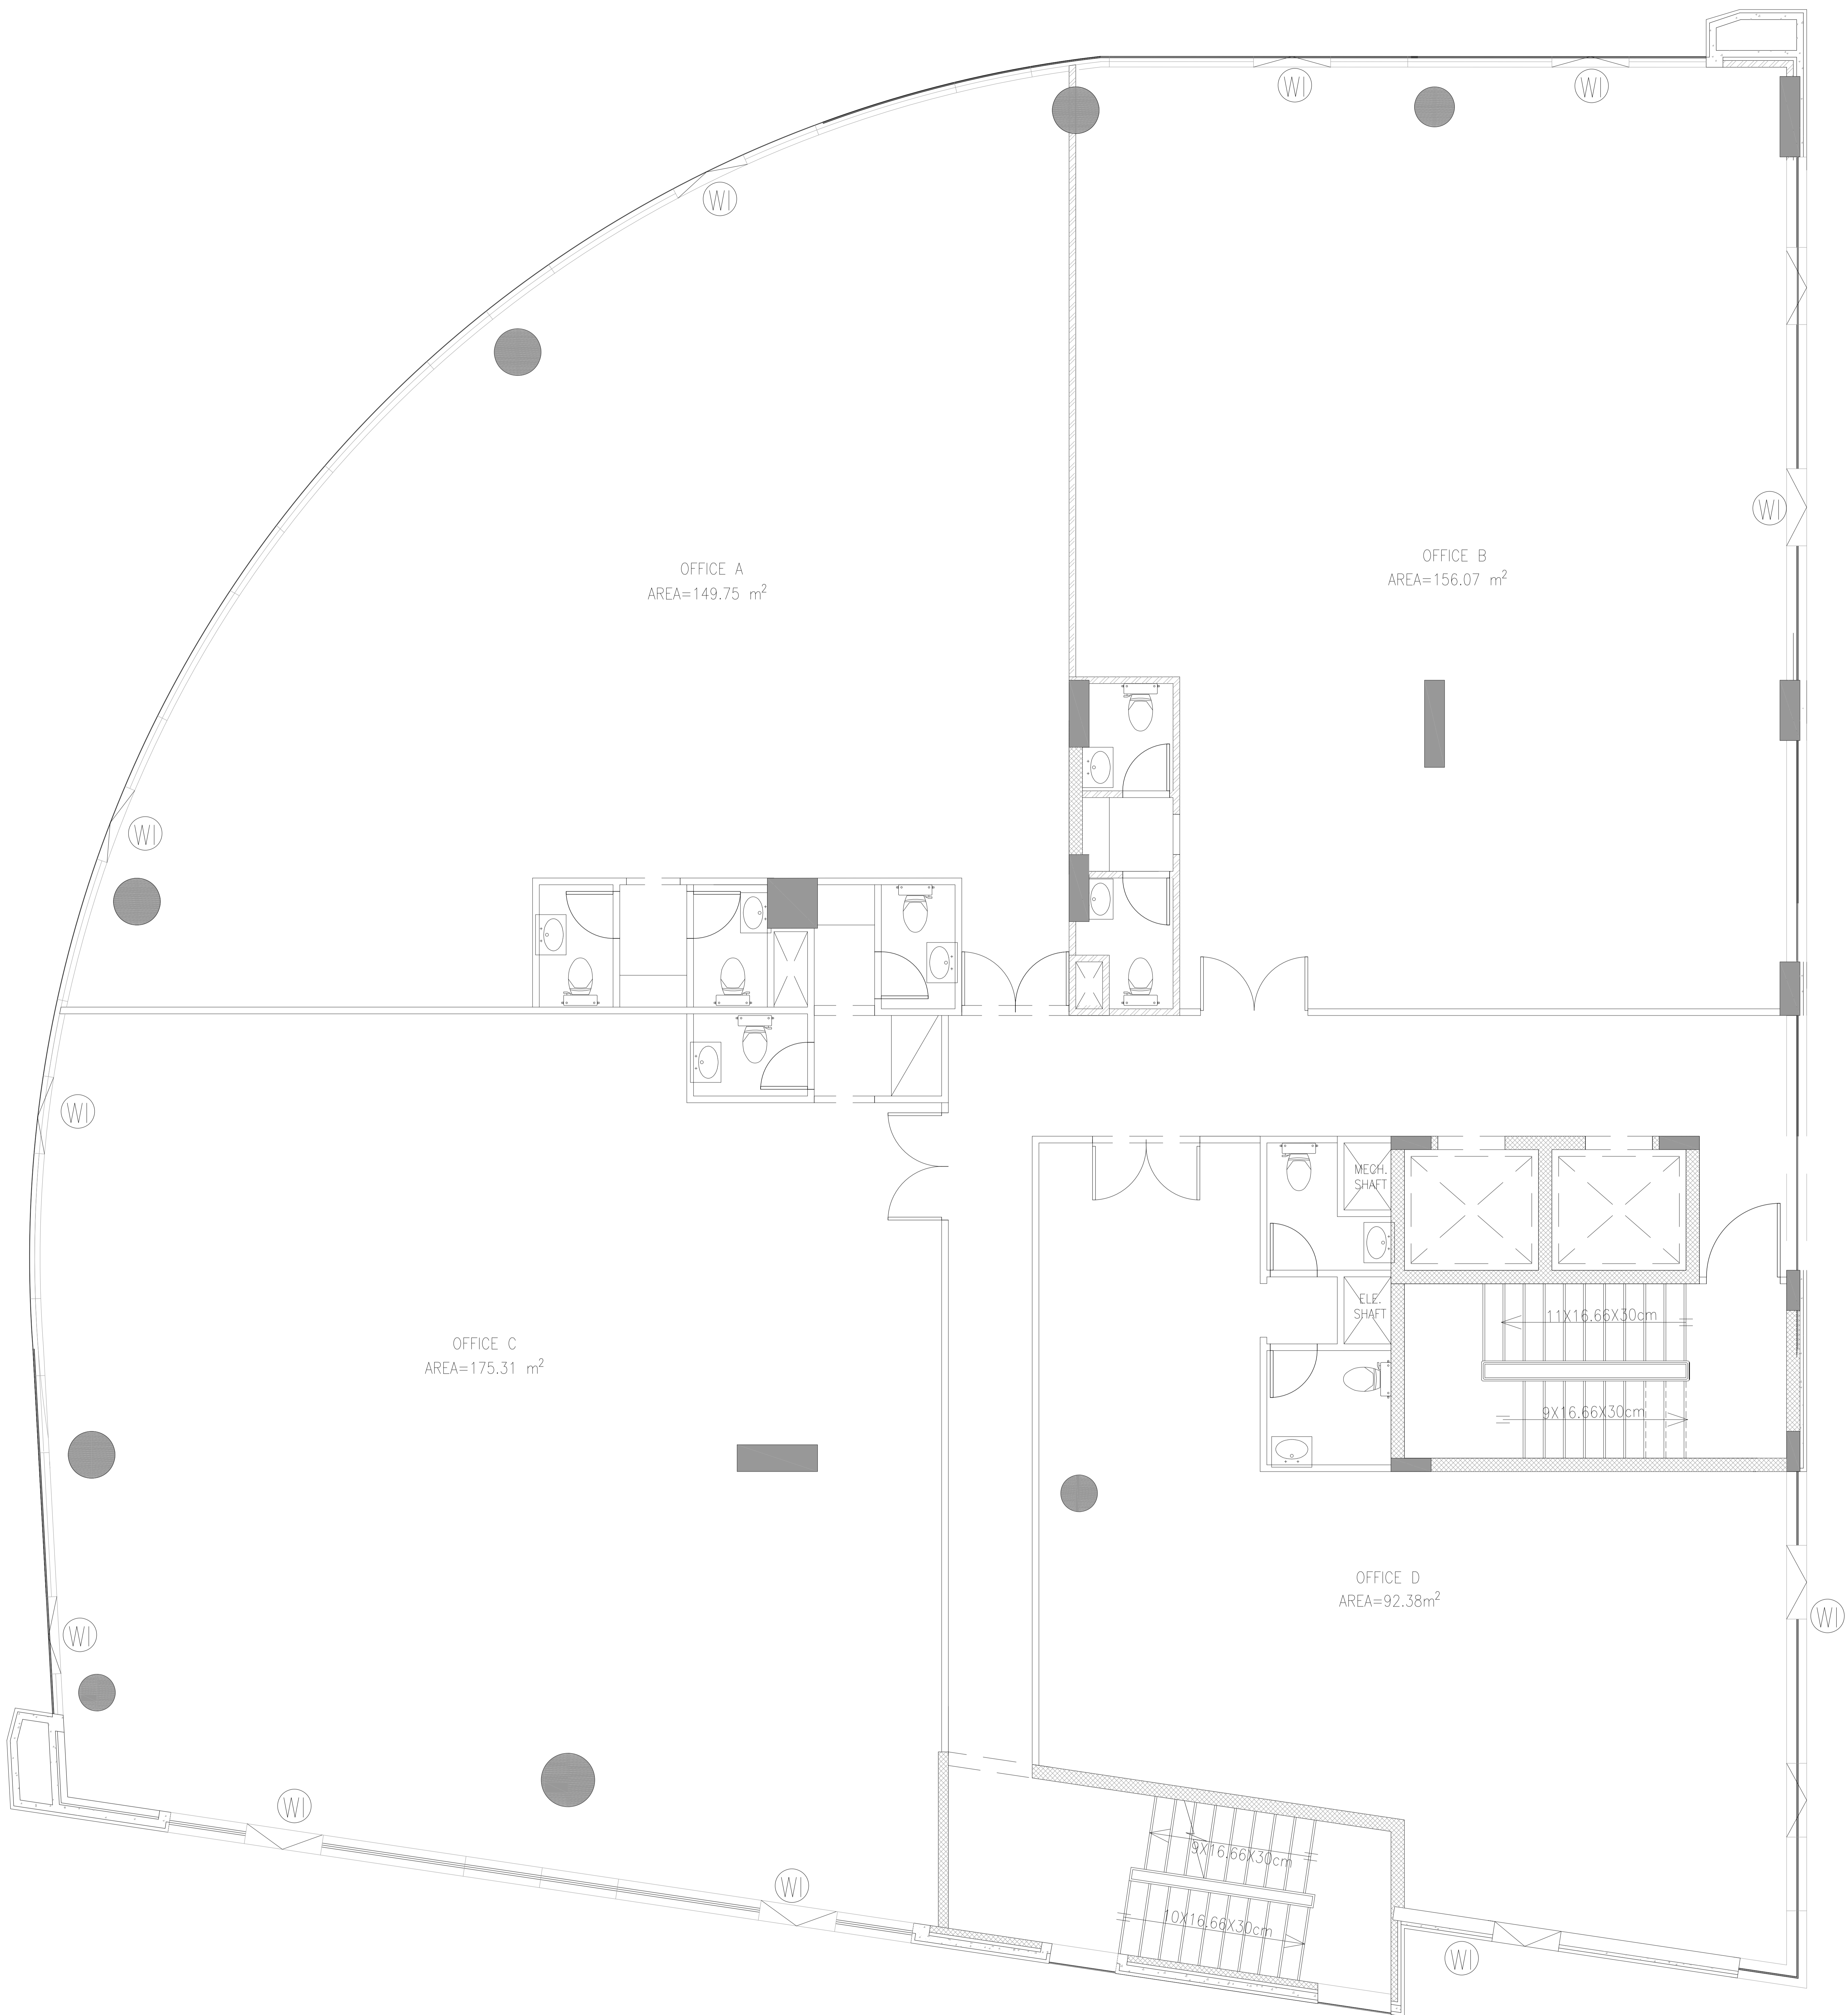 WI
WI
WI
WI
OFFICE B
AREA=156.07 m²
OFFICE A
AREA=149.75 m²
WI
WI
MECH.
SHAFT
ELE.
SHAFT
11X16.66X30cm
9X16.66X30cm
OFFICE C
AREA=175.31 m²
OFFICE D
AREA=92.38m²
WI
WI
WI
WI
9X16.66X30cm
10X16.66X30cm
WI
WI